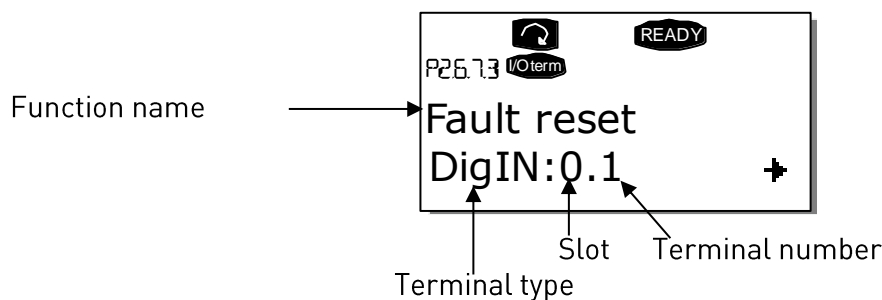 READY
P2.6.7.3 I/Oterm
Function name
Fault reset
DigIN:0.1
Slot
Terminal number
Terminal type